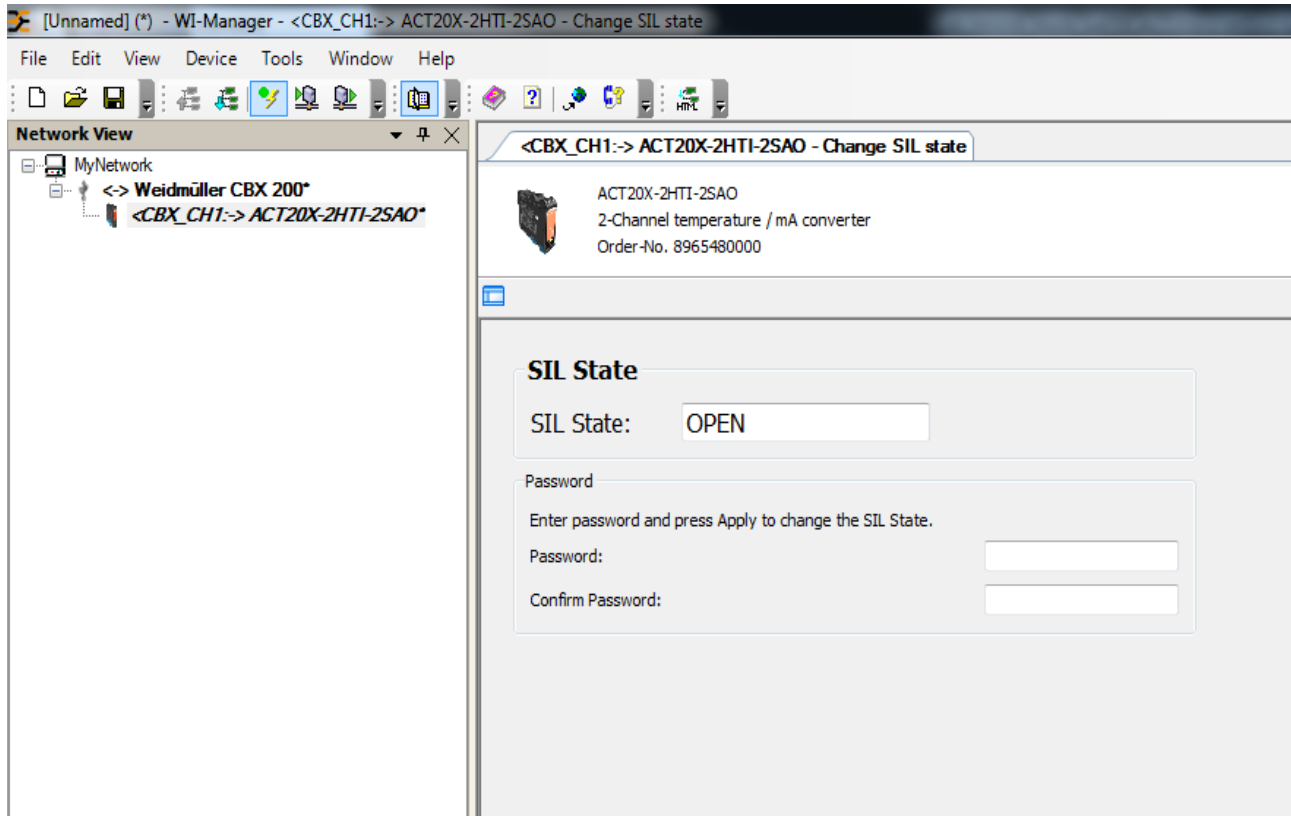 [Unnamed] (*) - WI-Manager - <CBX_CH1:-> ACT20X-2HTI-2SAO - Change SIL state
File Edit View Device Tools Window Help
HTML
Network View
<CBX_CH1:-> ACT20X-2HTI-2SAO - Change SIL state
MyNetwork
<-> Weidmüller CBX 200*
<CBX_CH1:-> ACT20X-2HTI-2SAO*
ACT20X-2HTI-2SAO
2-Channel temperature / mA converter
Order-No. 8965480000
SIL State
SIL State: OPEN
Password
Enter password and press Apply to change the SIL State.
Password:
Confirm Password: